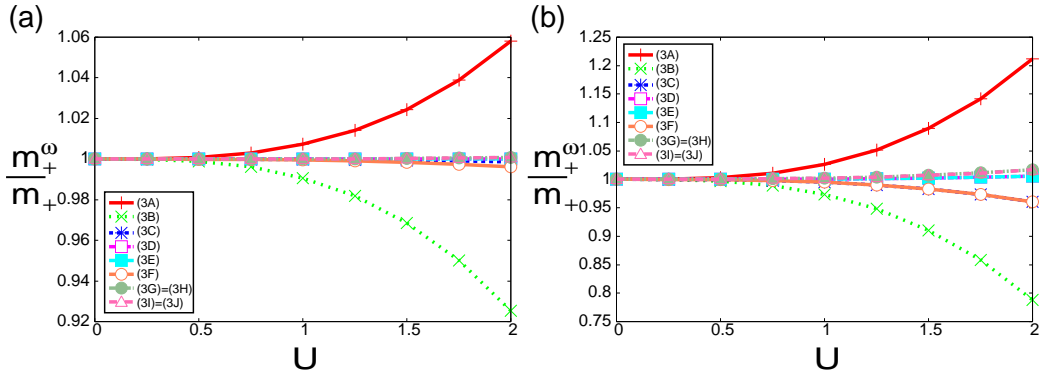 (a)
1.06
1.04
1.02
1
0.98
0.96
0.94
0.92
m₊^ω
m₊
(3A)
(3B)
(3C)
(3D)
(3E)
(3F)
(3G)=(3H)
(3I)=(3J)
0 0.5 1 1.5 2
U
(b)
1.25
1.2
1.15
1.1
1.05
1
0.95
0.9
0.85
0.8
0.75
m₊^ω
m₊
(3A)
(3B)
(3C)
(3D)
(3E)
(3F)
(3G)=(3H)
(3I)=(3J)
0 0.5 1 1.5 2
U